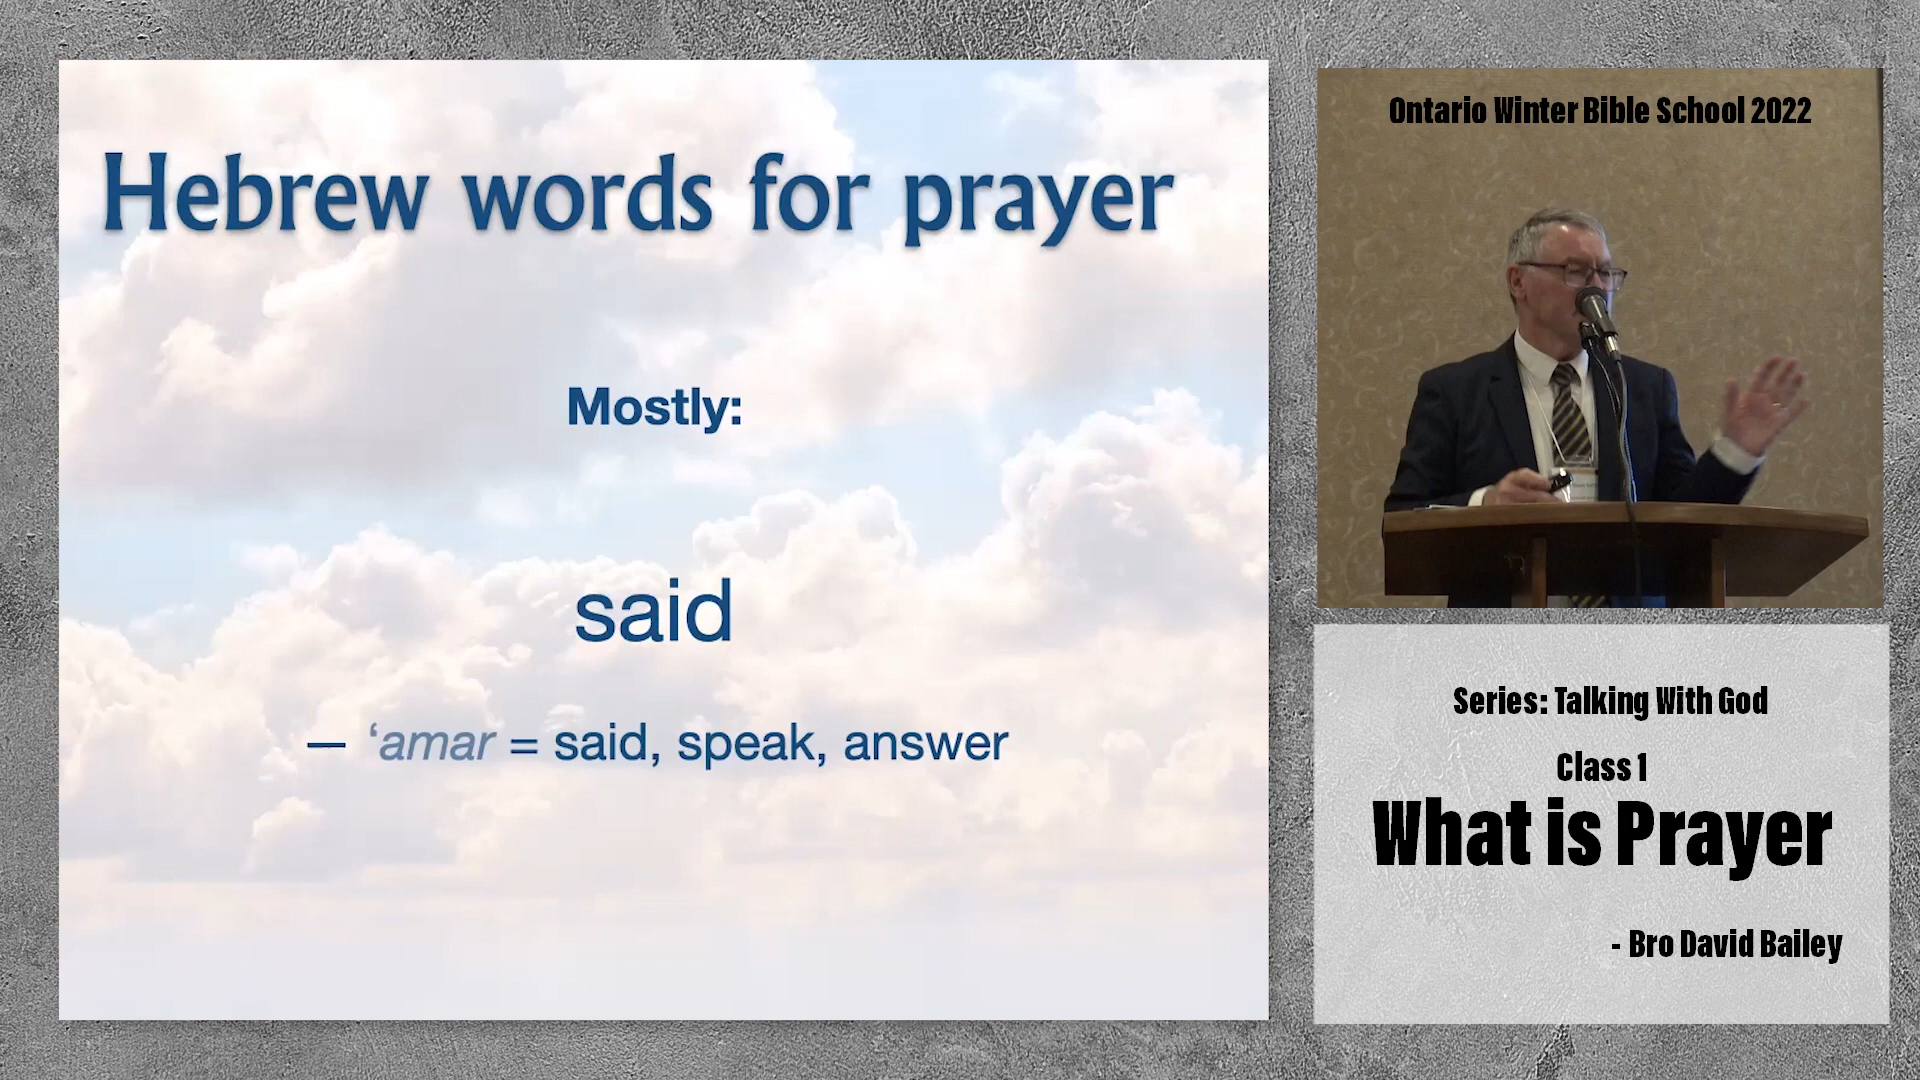 Hebrew words for prayer
Mostly:
said
— ‘amar = said, speak, answer
Ontario Winter Bible School 2022
Series: Talking With God
Class 1
What is Prayer
- Bro David Bailey